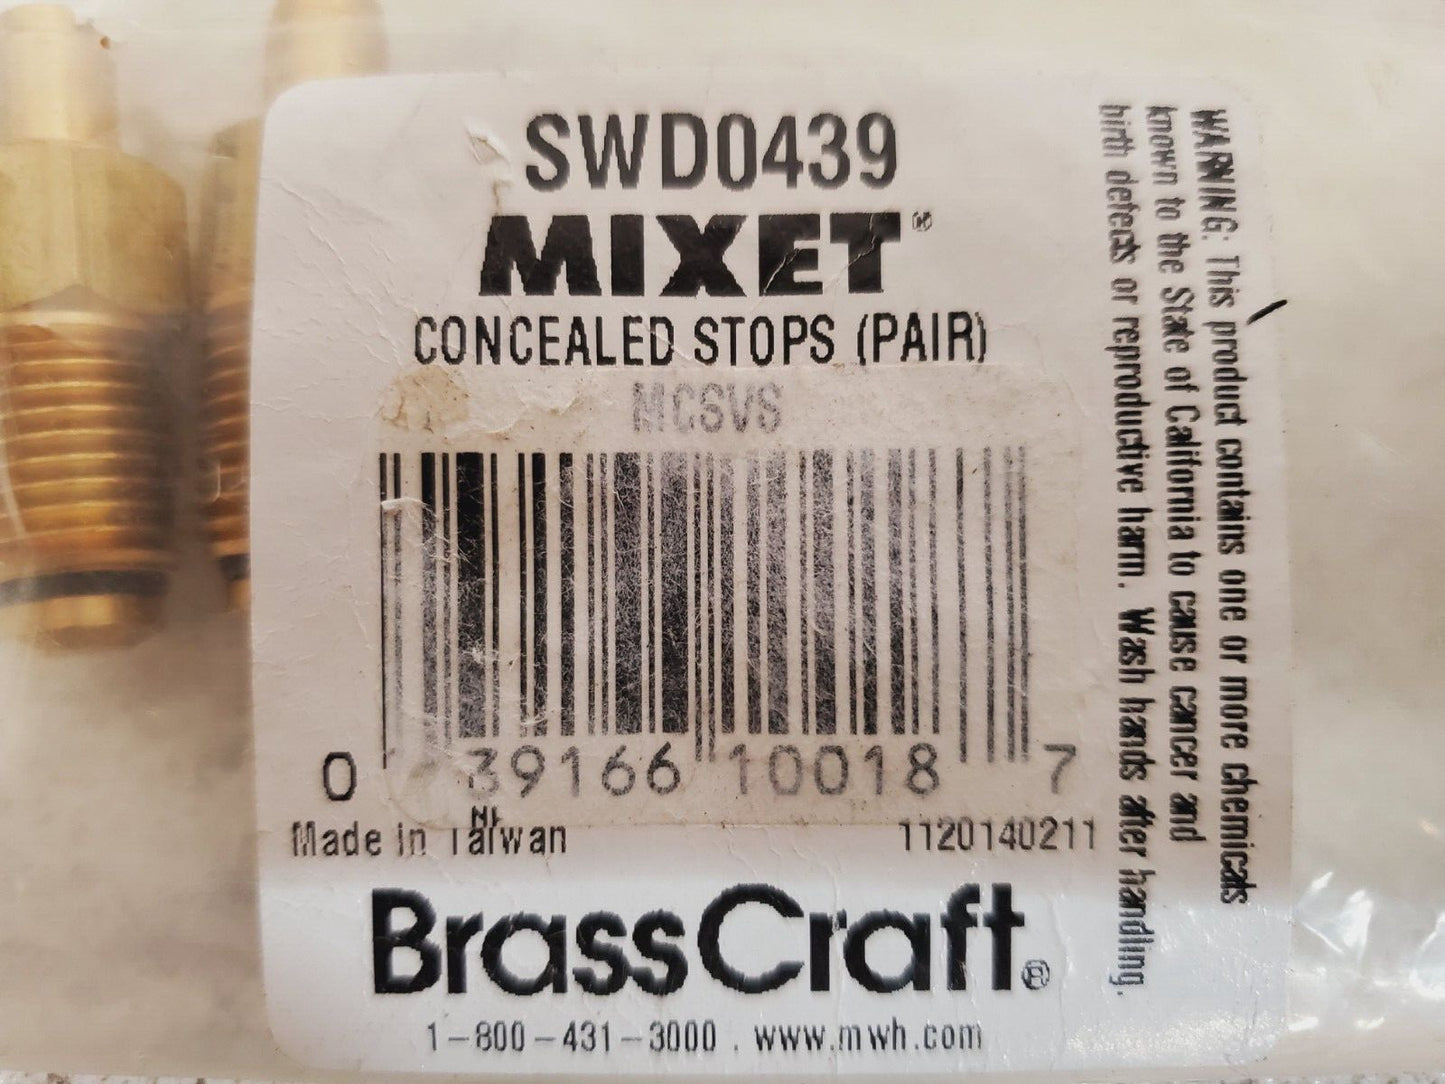 SWD0439
MIXET®
CONCEALED STOPS (PAIR)
0 39166 10018 7
Made in Taiwan
1120140211
BrassCraft®
1-800-431-3000 . www.mwh.com
WARNING: This product contains one or more chemicals
known to the State of California to cause cancer and
birth defects or reproductive harm. Wash hands after handling.